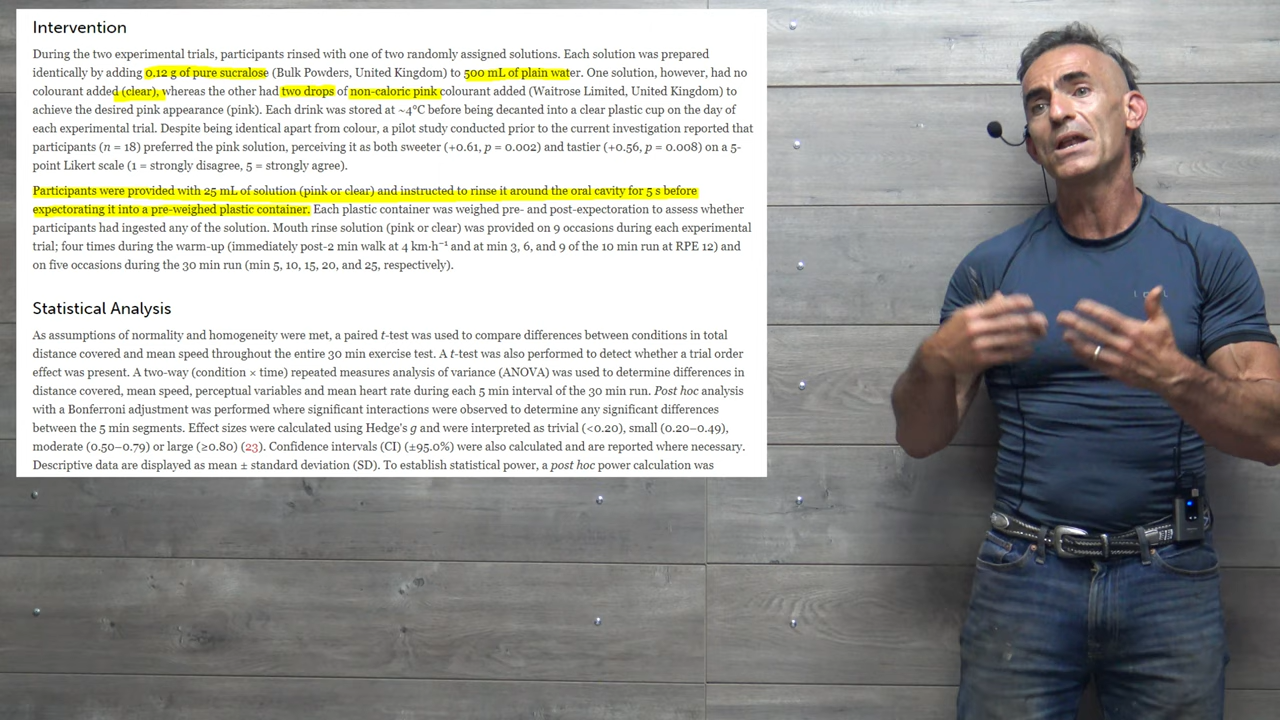 Intervention
During the two experimental trials, participants rinsed with one of two randomly assigned solutions. Each solution was prepared
identically by adding 0.12 g of pure sucralose (Bulk Powders, United Kingdom) to 500 mL of plain water. One solution, however, had no
colourant added (clear), whereas the other had two drops of non-caloric pink colourant added (Waitrose Limited, United Kingdom) to
achieve the desired pink appearance (pink). Each drink was stored at ~4°C before being decanted into a clear plastic cup on the day of
each experimental trial. Despite being identical apart from colour, a pilot study conducted prior to the current investigation reported that
participants (n = 18) preferred the pink solution, perceiving it as both sweeter (+0.61, p = 0.002) and tastier (+0.56, p = 0.008) on a 5-
point Likert scale (1 = strongly disagree, 5 = strongly agree).
Participants were provided with 25 mL of solution (pink or clear) and instructed to rinse it around the oral cavity for 5 s before
expectorating it into a pre-weighed plastic container. Each plastic container was weighed pre- and post-expectoration to assess whether
participants had ingested any of the solution. Mouth rinse solution (pink or clear) was provided on 9 occasions during each experimental
trial; four times during the warm-up (immediately post-2 min walk at 4 km·h⁻¹ and at min 3, 6, and 9 of the 10 min run at RPE 12) and
on five occasions during the 30 min run (min 5, 10, 15, 20, and 25, respectively).
Statistical Analysis
As assumptions of normality and homogeneity were met, a paired t-test was used to compare differences between conditions in total
distance covered and mean speed throughout the entire 30 min exercise test. A t-test was also performed to detect whether a trial order
effect was present. A two-way (condition × time) repeated measures analysis of variance (ANOVA) was used to determine differences in
distance covered, mean speed, perceptual variables and mean heart rate during each 5 min interval of the 30 min run. Post hoc analysis
with a Bonferroni adjustment was performed where significant interactions were observed to determine any significant differences
between the 5 min segments. Effect sizes were calculated using Hedge's g and were interpreted as trivial (<0.20), small (0.20–0.49),
moderate (0.50–0.79) or large (≥0.80) (23). Confidence intervals (CI) (±95.0%) were also calculated and are reported where necessary.
Descriptive data are displayed as mean ± standard deviation (SD). To establish statistical power, a post hoc power calculation was